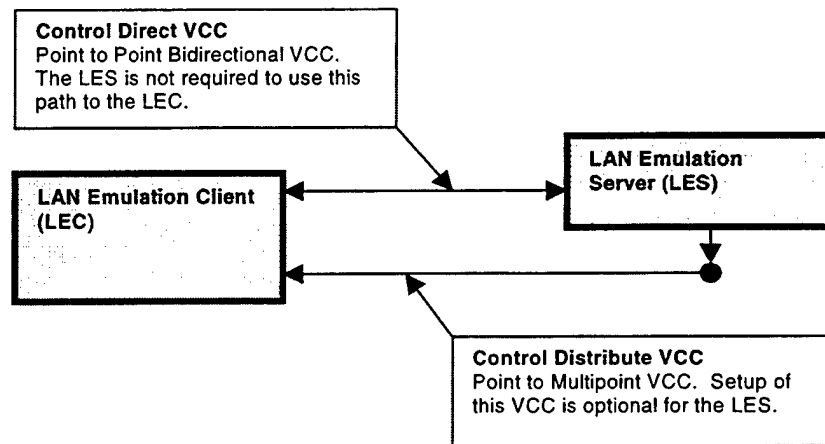 Control Direct VCC
Point to Point Bidirectional VCC.
The LES is not required to use this
path to the LEC.
LAN Emulation
Server (LES)
LAN Emulation Client
(LEC)
Control Distribute VCC
Point to Multipoint VCC.  Setup of
this VCC is optional for the LES.